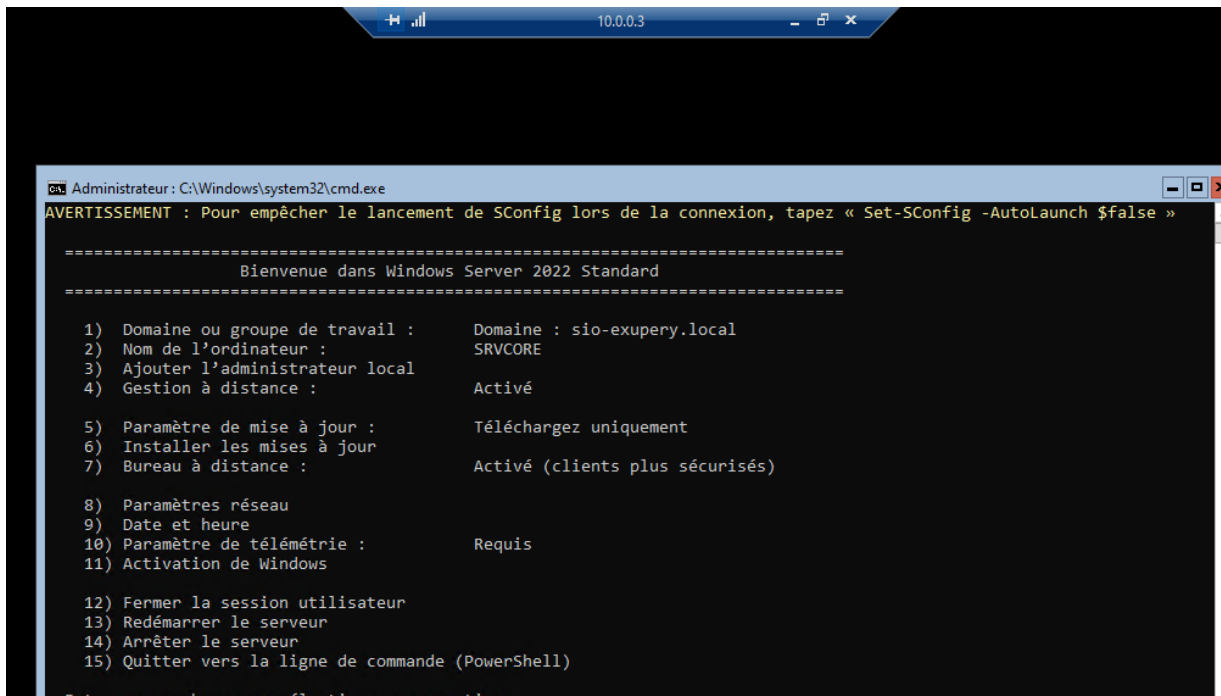 10.0.0.3
Administrateur : C:\Windows\system32\cmd.exe
AVERTISSEMENT : Pour empêcher le lancement de SConfig lors de la connexion, tapez « Set-SConfig -AutoLaunch $false »
================================================================================
Bienvenue dans Windows Server 2022 Standard
================================================================================
1) Domaine ou groupe de travail : Domaine : sio-exupery.local
2) Nom de l’ordinateur : SRVCORE
3) Ajouter l’administrateur local
4) Gestion à distance : Activé
5) Paramètre de mise à jour : Téléchargez uniquement
6) Installer les mises à jour
7) Bureau à distance : Activé (clients plus sécurisés)
8) Paramètres réseau
9) Date et heure
10) Paramètre de télémétrie : Requis
11) Activation de Windows
12) Fermer la session utilisateur
13) Redémarrer le serveur
14) Arrêter le serveur
15) Quitter vers la ligne de commande (PowerShell)